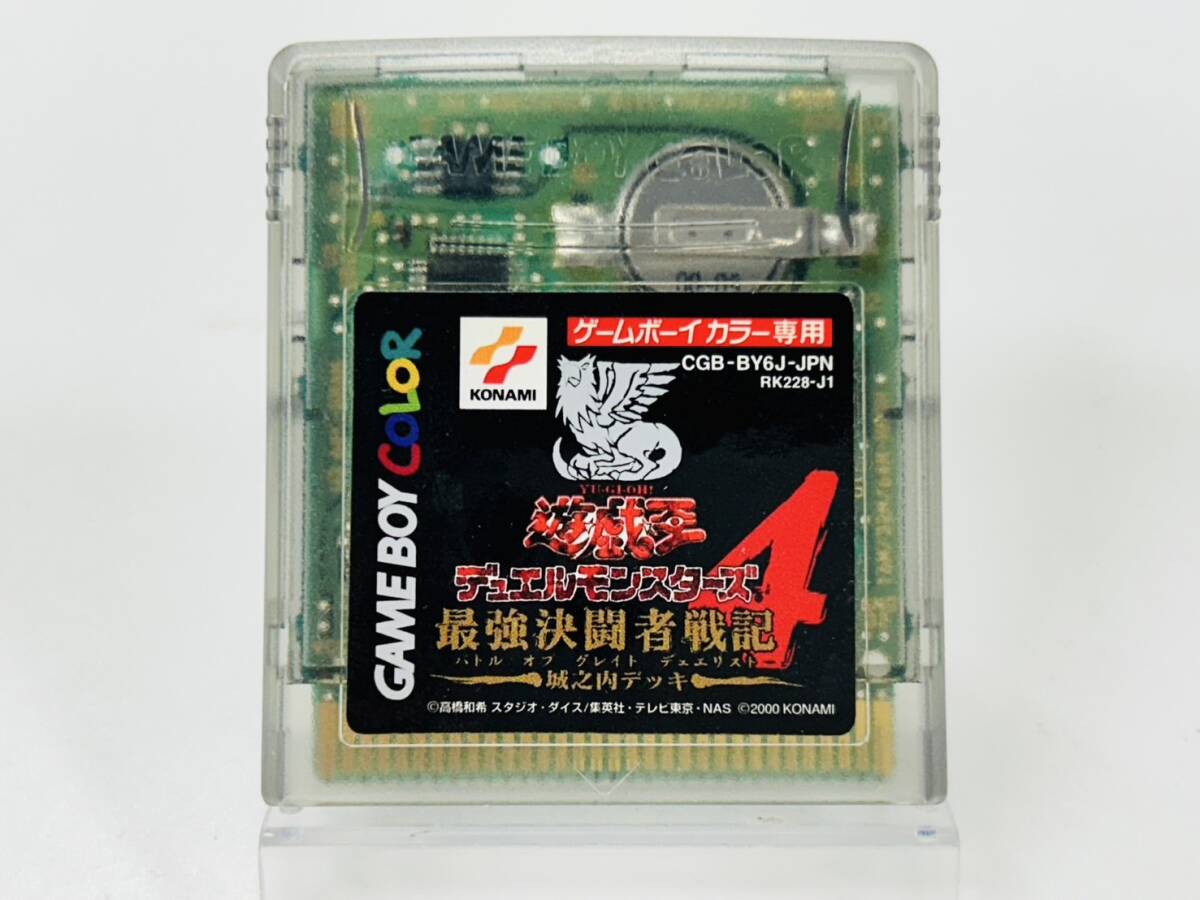 GAME BOY COLOR
KONAMI
ゲームボーイカラー専用
CGB-BY6J-JPN
RK228-J1
YU-GI-OH!
遊戯王
デュエルモンスターズ4
最強決闘者戦記
バトル オブ グレイト デュエリスト
城之内デッキ
©高橋和希 スタジオ・ダイス/集英社・テレビ東京・NAS ©2000 KONAMI
GAME BOY COLOR